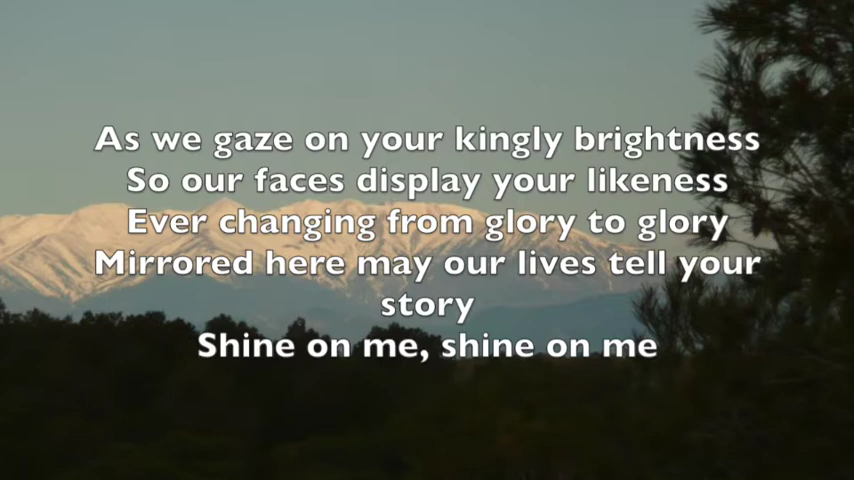 As we gaze on your kingly brightness
So our faces display your likeness
Ever changing from glory to glory
Mirrored here may our lives tell your
story
Shine on me, shine on me